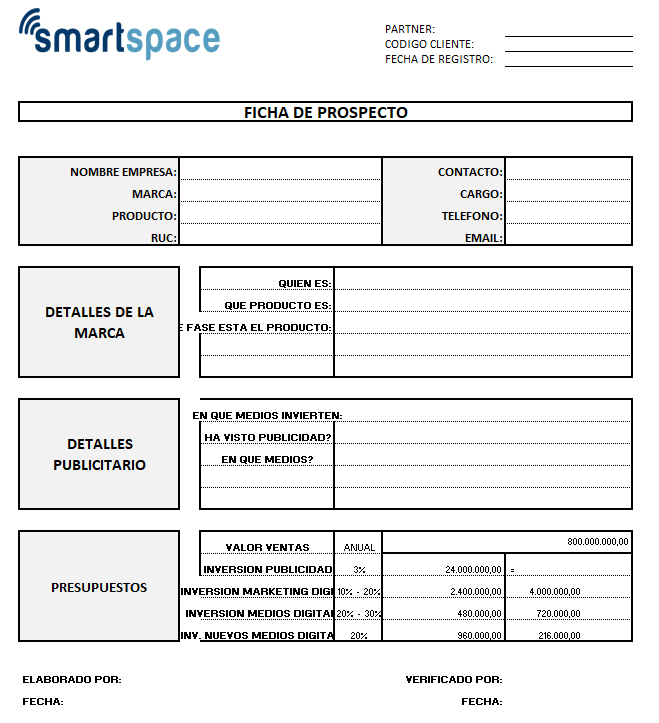 smartspace
PARTNER:
CODIGO CLIENTE:
FECHA DE REGISTRO:
FICHA DE PROSPECTO
NOMBRE EMPRESA: CONTACTO:
MARCA: CARGO:
PRODUCTO: TELEFONO:
RUC: EMAIL:
DETALLES DE LA
MARCA
QUIEN ES:
QUE PRODUCTO ES:
E FASE ESTA EL PRODUCTO:
DETALLES
PUBLICITARIO
EN QUE MEDIOS INVIERTEN:
HA VISTO PUBLICIDAD?
EN QUE MEDIOS?
PRESUPUESTOS
VALOR VENTAS ANUAL 800.000.000,00
INVERSION PUBLICIDAD 3% 24.000.000,00 =
INVERSION MARKETING DIGI 10% - 20% 2.400.000,00 4.000.000,00
INVERSION MEDIOS DIGITAL 20% - 30% 480.000,00 720.000,00
INV. NUEVOS MEDIOS DIGITA 20% 960.000,00 216.000,00
ELABORADO POR: VERIFICADO POR:
FECHA: FECHA: